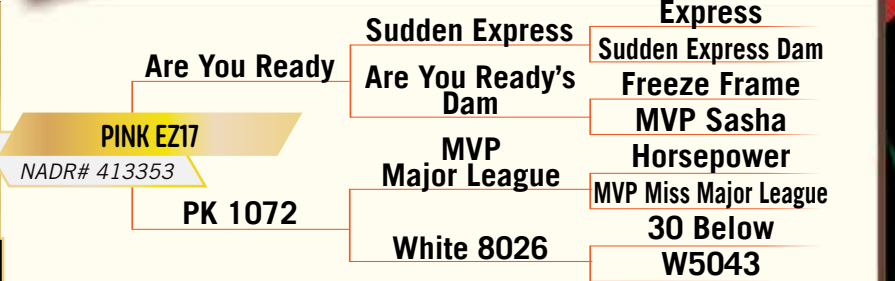 Express
Sudden Express
Sudden Express Dam
Are You Ready
Are You Ready's
Dam
Freeze Frame
MVP Sasha
PINK EZ17
NADR# 413353
MVP
Major League
Horsepower
MVP Miss Major League
PK 1072
White 8026
30 Below
W5043